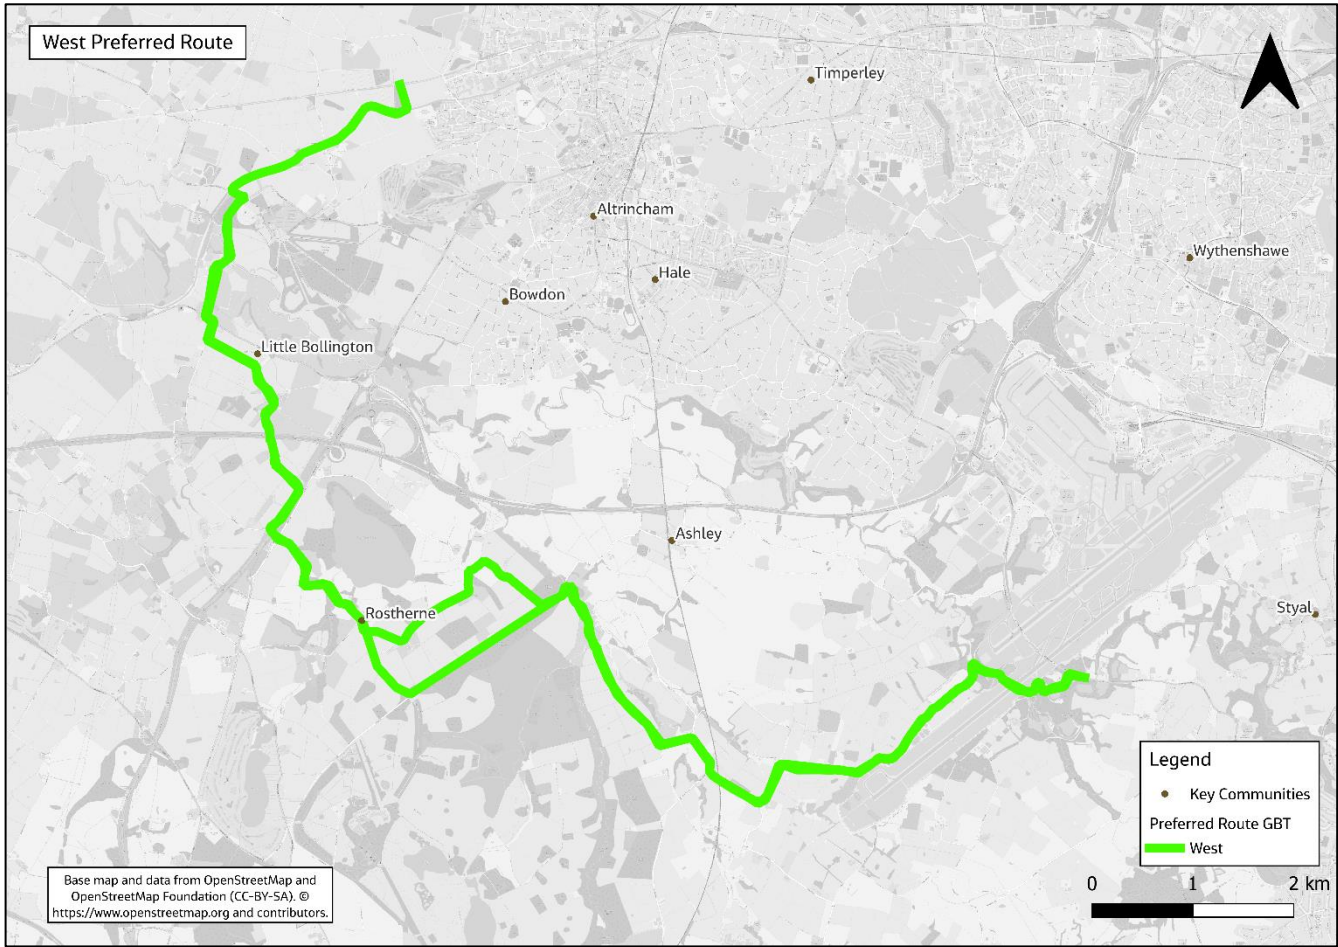 West Preferred Route
Timperley
Altrincham
Wythenshawe
Hale
Bowdon
Little Bollington
Ashley
Rostherne
Styal
Legend
Key Communities
Preferred Route GBT
West
0 1 2 km
Base map and data from OpenStreetMap and
OpenStreetMap Foundation (CC-BY-SA). ©
https://www.openstreetmap.org and contributors.